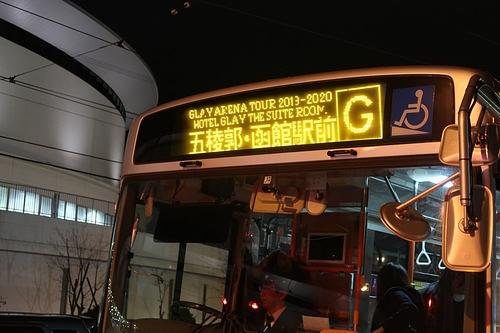 GLAY ARENA TOUR 2013-2020
HOTEL GLAY THE SUITE ROOM.
五稜郭・函館駅前
G